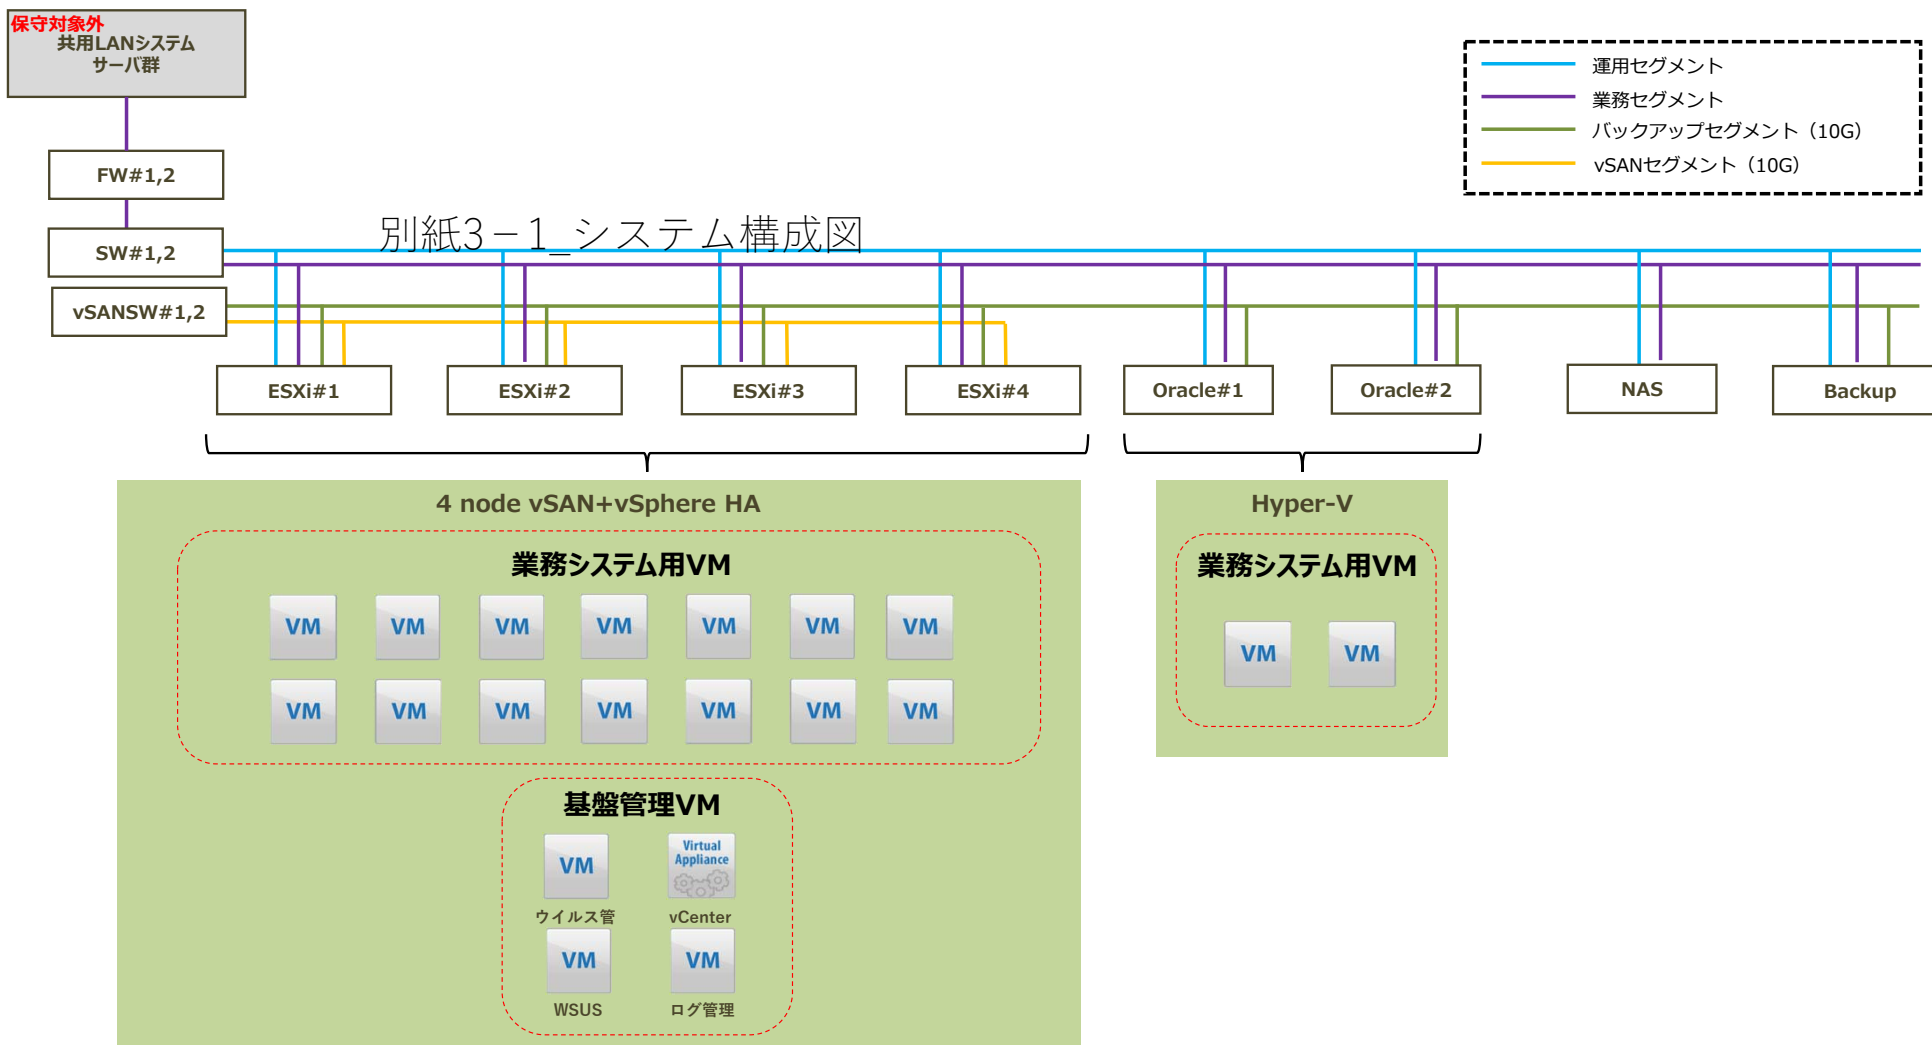 保守対象外
共用LANシステム
サーバ群
運用セグメント
業務セグメント
バックアップセグメント（10G）
vSANセグメント（10G）
FW#1,2
別紙3－1_システム構成図
SW#1,2
vSANSW#1,2
ESXi#1
ESXi#2
ESXi#3
ESXi#4
Oracle#1
Oracle#2
NAS
Backup
4 node vSAN+vSphere HA
業務システム用VM
VM VM VM VM VM VM VM
VM VM VM VM VM VM VM
基盤管理VM
VM
Virtual
Appliance
ウイルス管
vCenter
VM
VM
WSUS
ログ管理
Hyper-V
業務システム用VM
VM VM